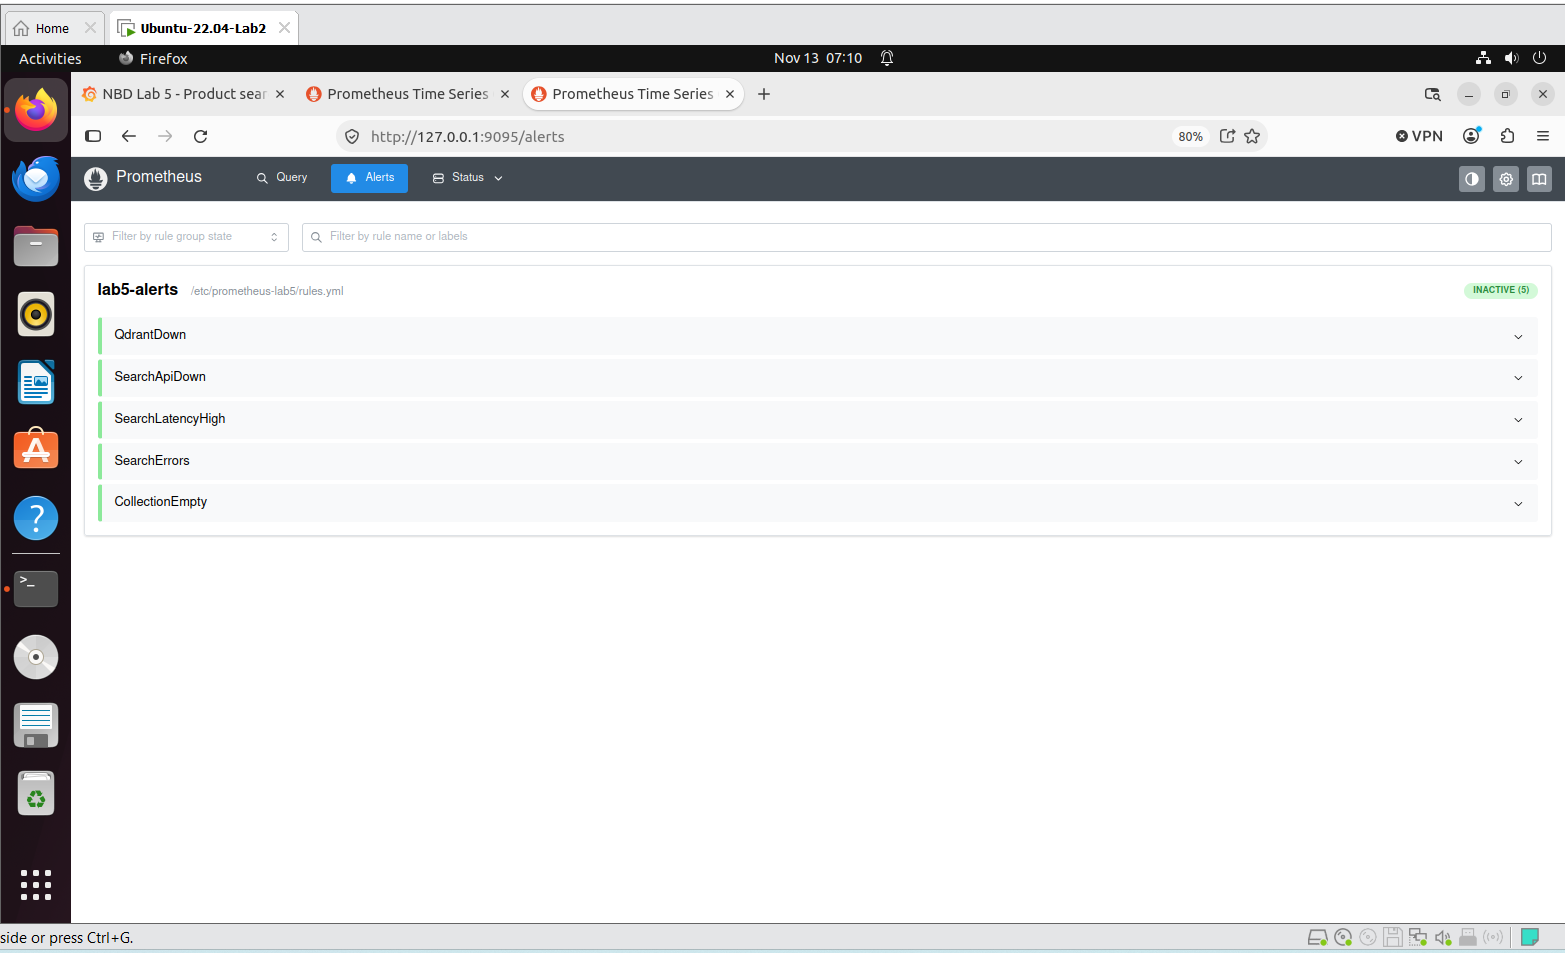 Home
Ubuntu-22.04-Lab2
Activities
Firefox
Nov 13 07:10
NBD Lab 5 - Product sear
Prometheus Time Series
Prometheus Time Series
http://127.0.0.1:9095/alerts
80%
VPN
Prometheus
Query
Alerts
Status
Filter by rule group state
Filter by rule name or labels
lab5-alerts
/etc/prometheus-lab5/rules.yml
INACTIVE (5)
QdrantDown
SearchApiDown
SearchLatencyHigh
SearchErrors
CollectionEmpty
side or press Ctrl+G.